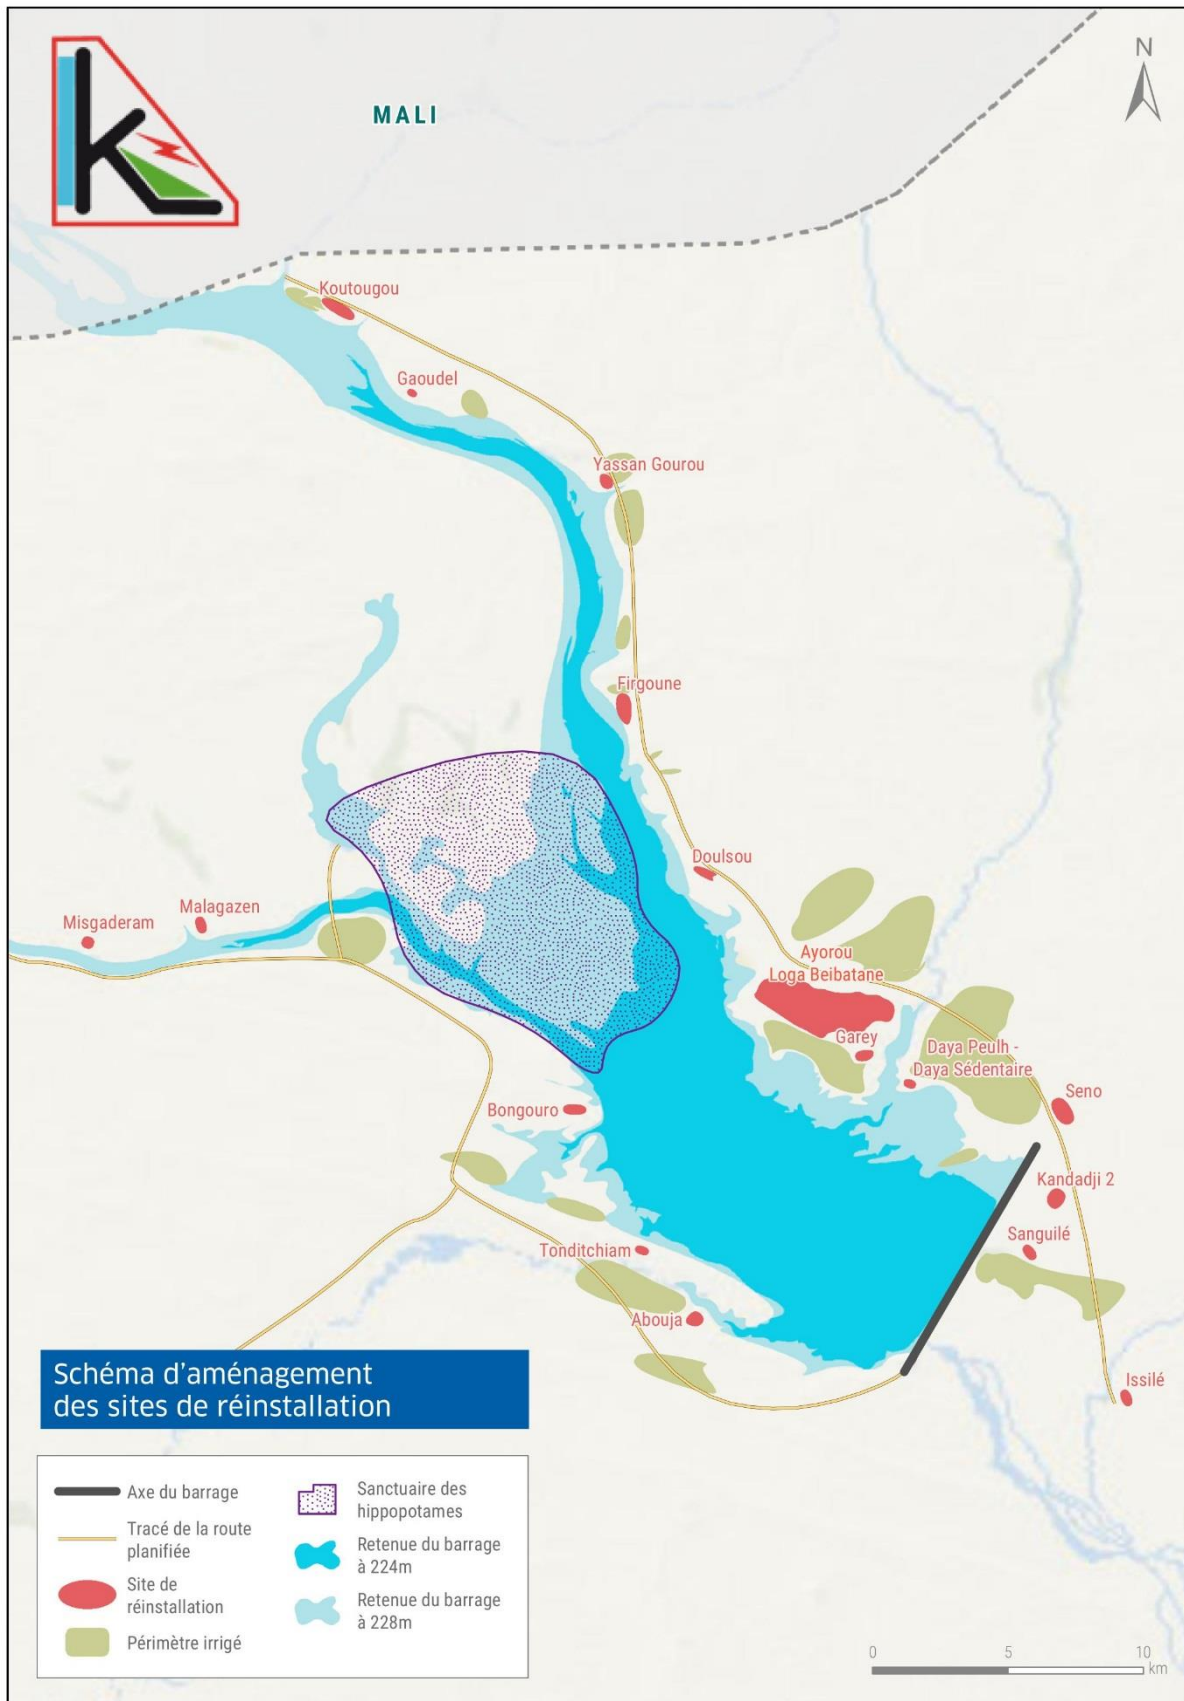 N
MALI
k
Koutougou
Gaoudel
Yassan Gourou
Firgoune
Doulsou
Misgaderam
Malagazen
Ayorou
Loga Beibatane
Garey
Daya Peulh -
Daya Sédentaire
Seno
Bongouro
Kandadji 2
Sanguilé
Tonditchiam
Abouja
Issilé
Schéma d'aménagement
des sites de réinstallation
Axe du barrage
Tracé de la route
planifiée
Site de
réinstallation
Périmètre irrigé
Sanctuaire des
hippopotames
Retenue du barrage
à 224m
Retenue du barrage
à 228m
0 5 10
km